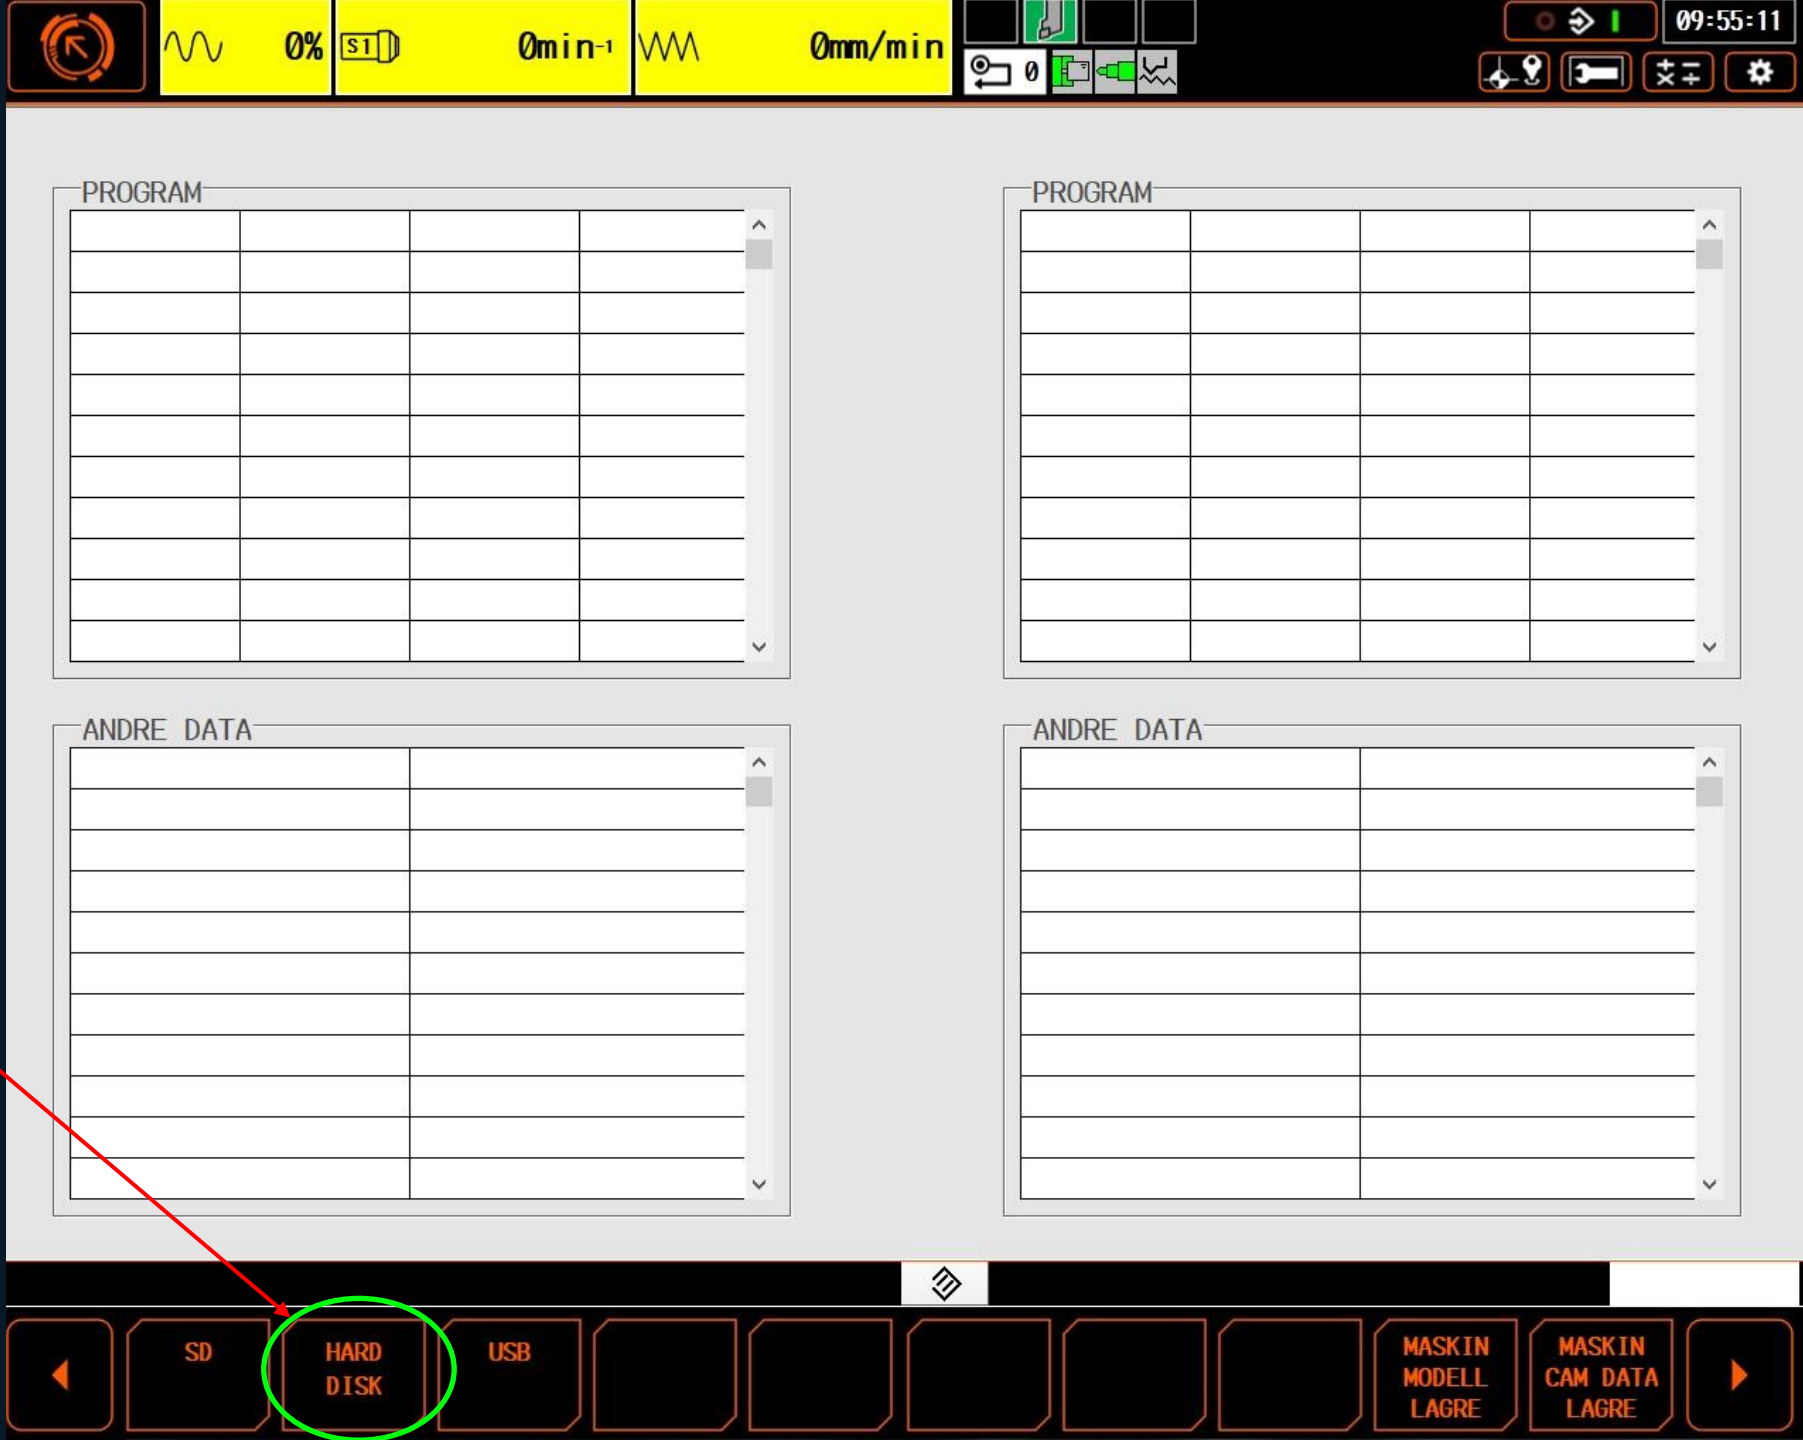 0%
S1
0min-1
0mm/min
0
09:55:11
PROGRAM
PROGRAM
ANDRE DATA
ANDRE DATA
SD
HARD
DISK
USB
MASKIN
MODELL
LAGRE
MASKIN
CAM DATA
LAGRE